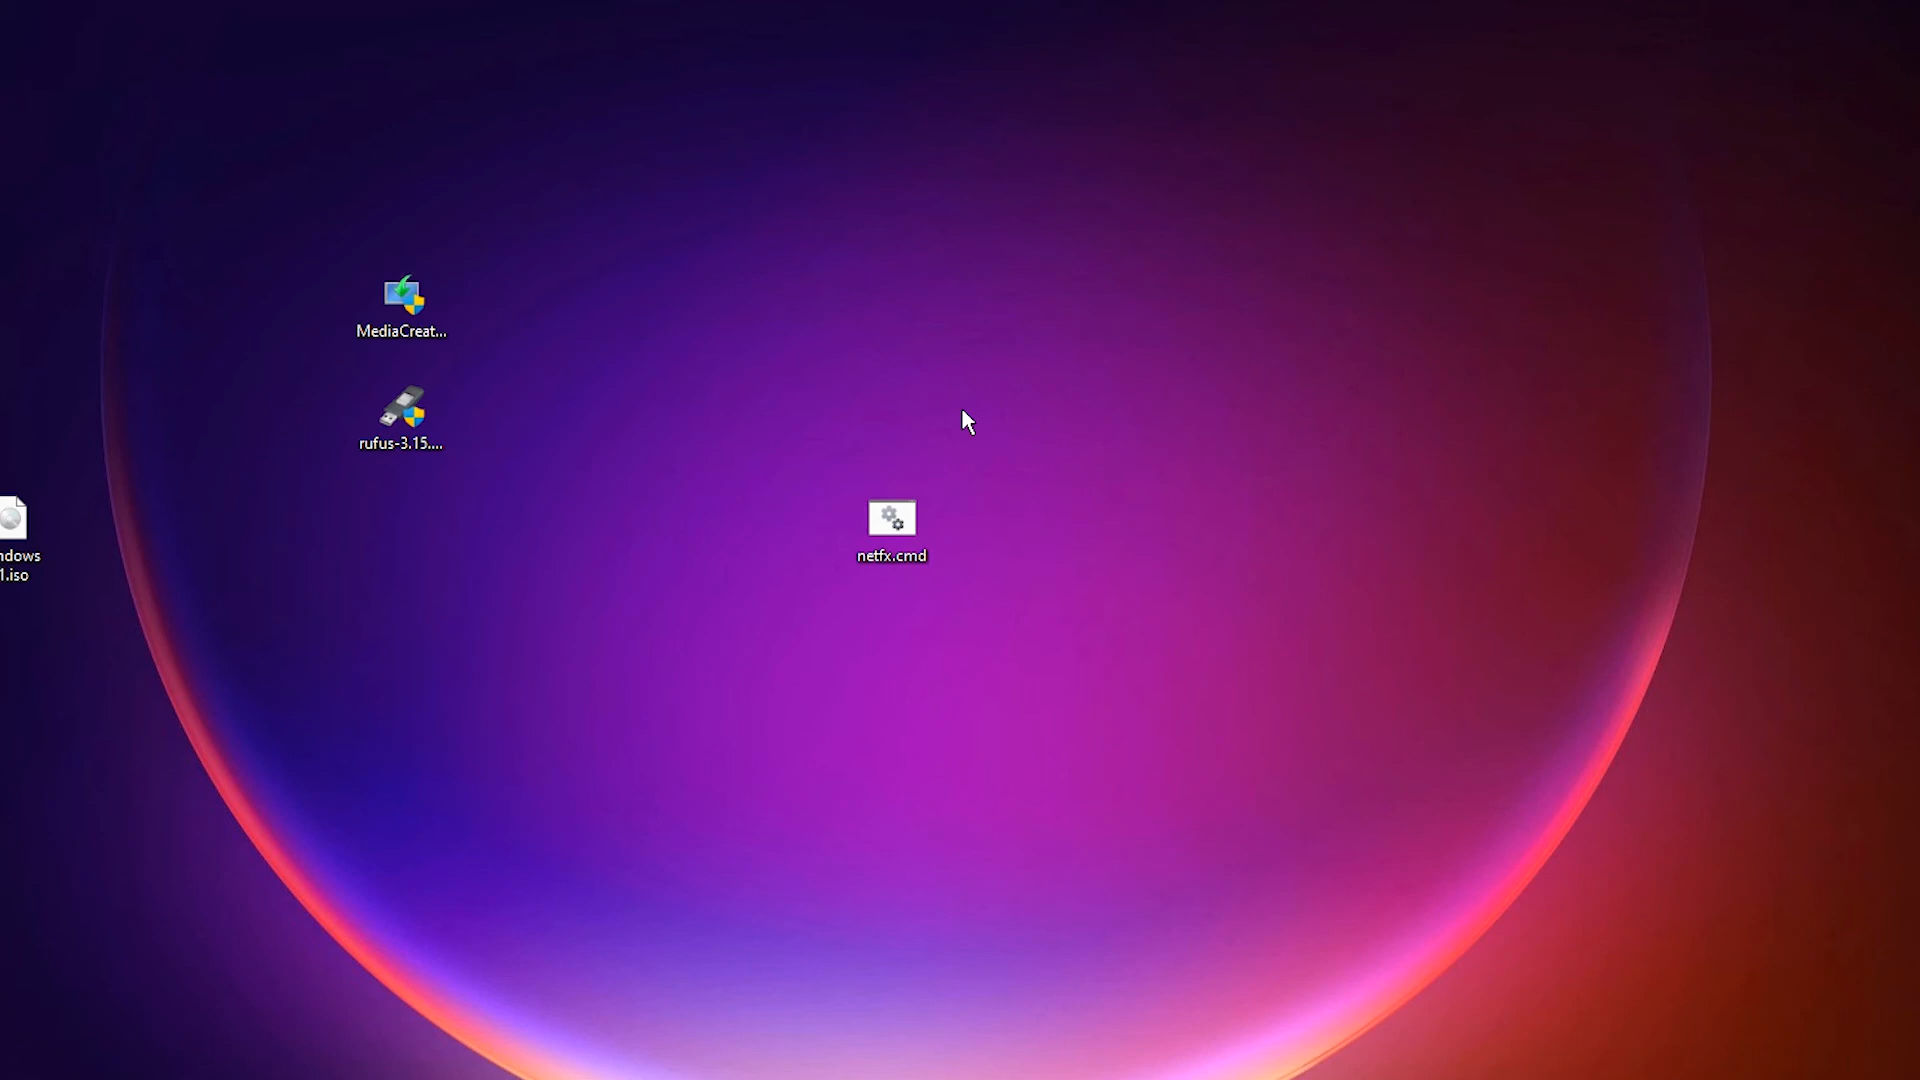 MediaCreat...
rufus-3.15....
ndows
1.iso
netfx.cmd